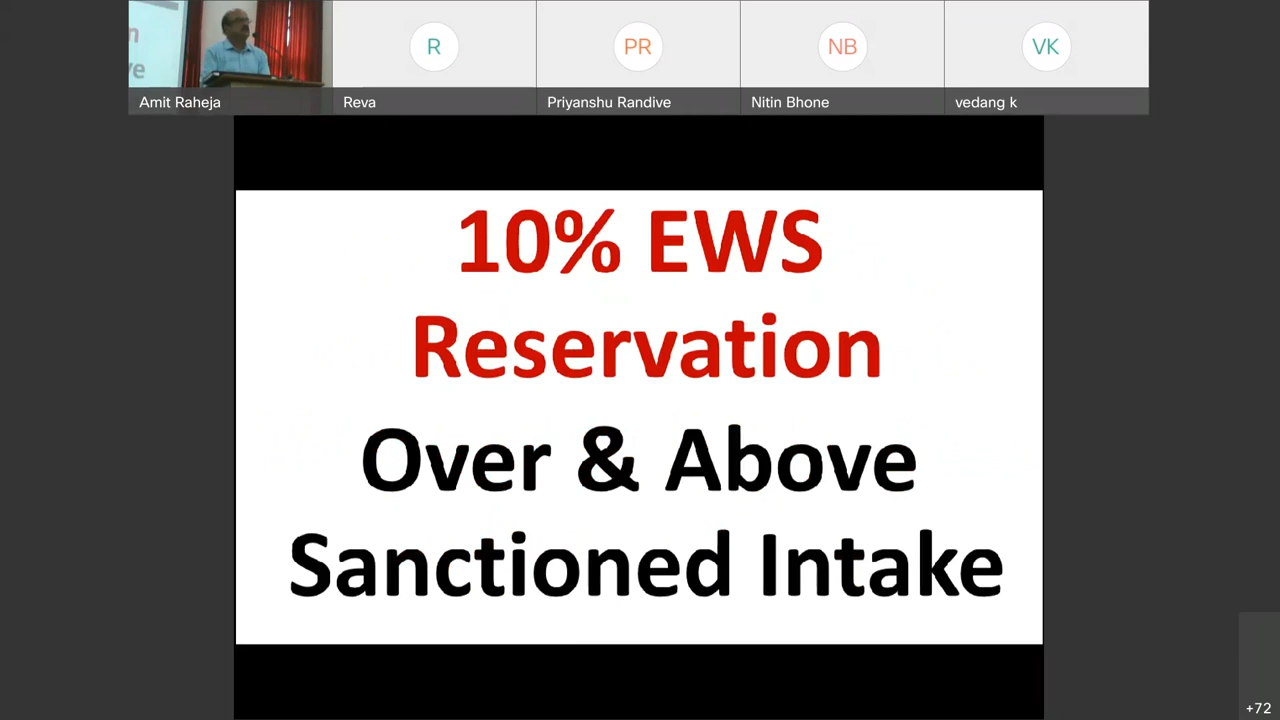 n
ve
R
PR
NB
VK
Amit Raheja
Reva
Priyanshu Randive
Nitin Bhone
vedang k
10% EWS
Reservation
Over & Above
Sanctioned Intake
+72